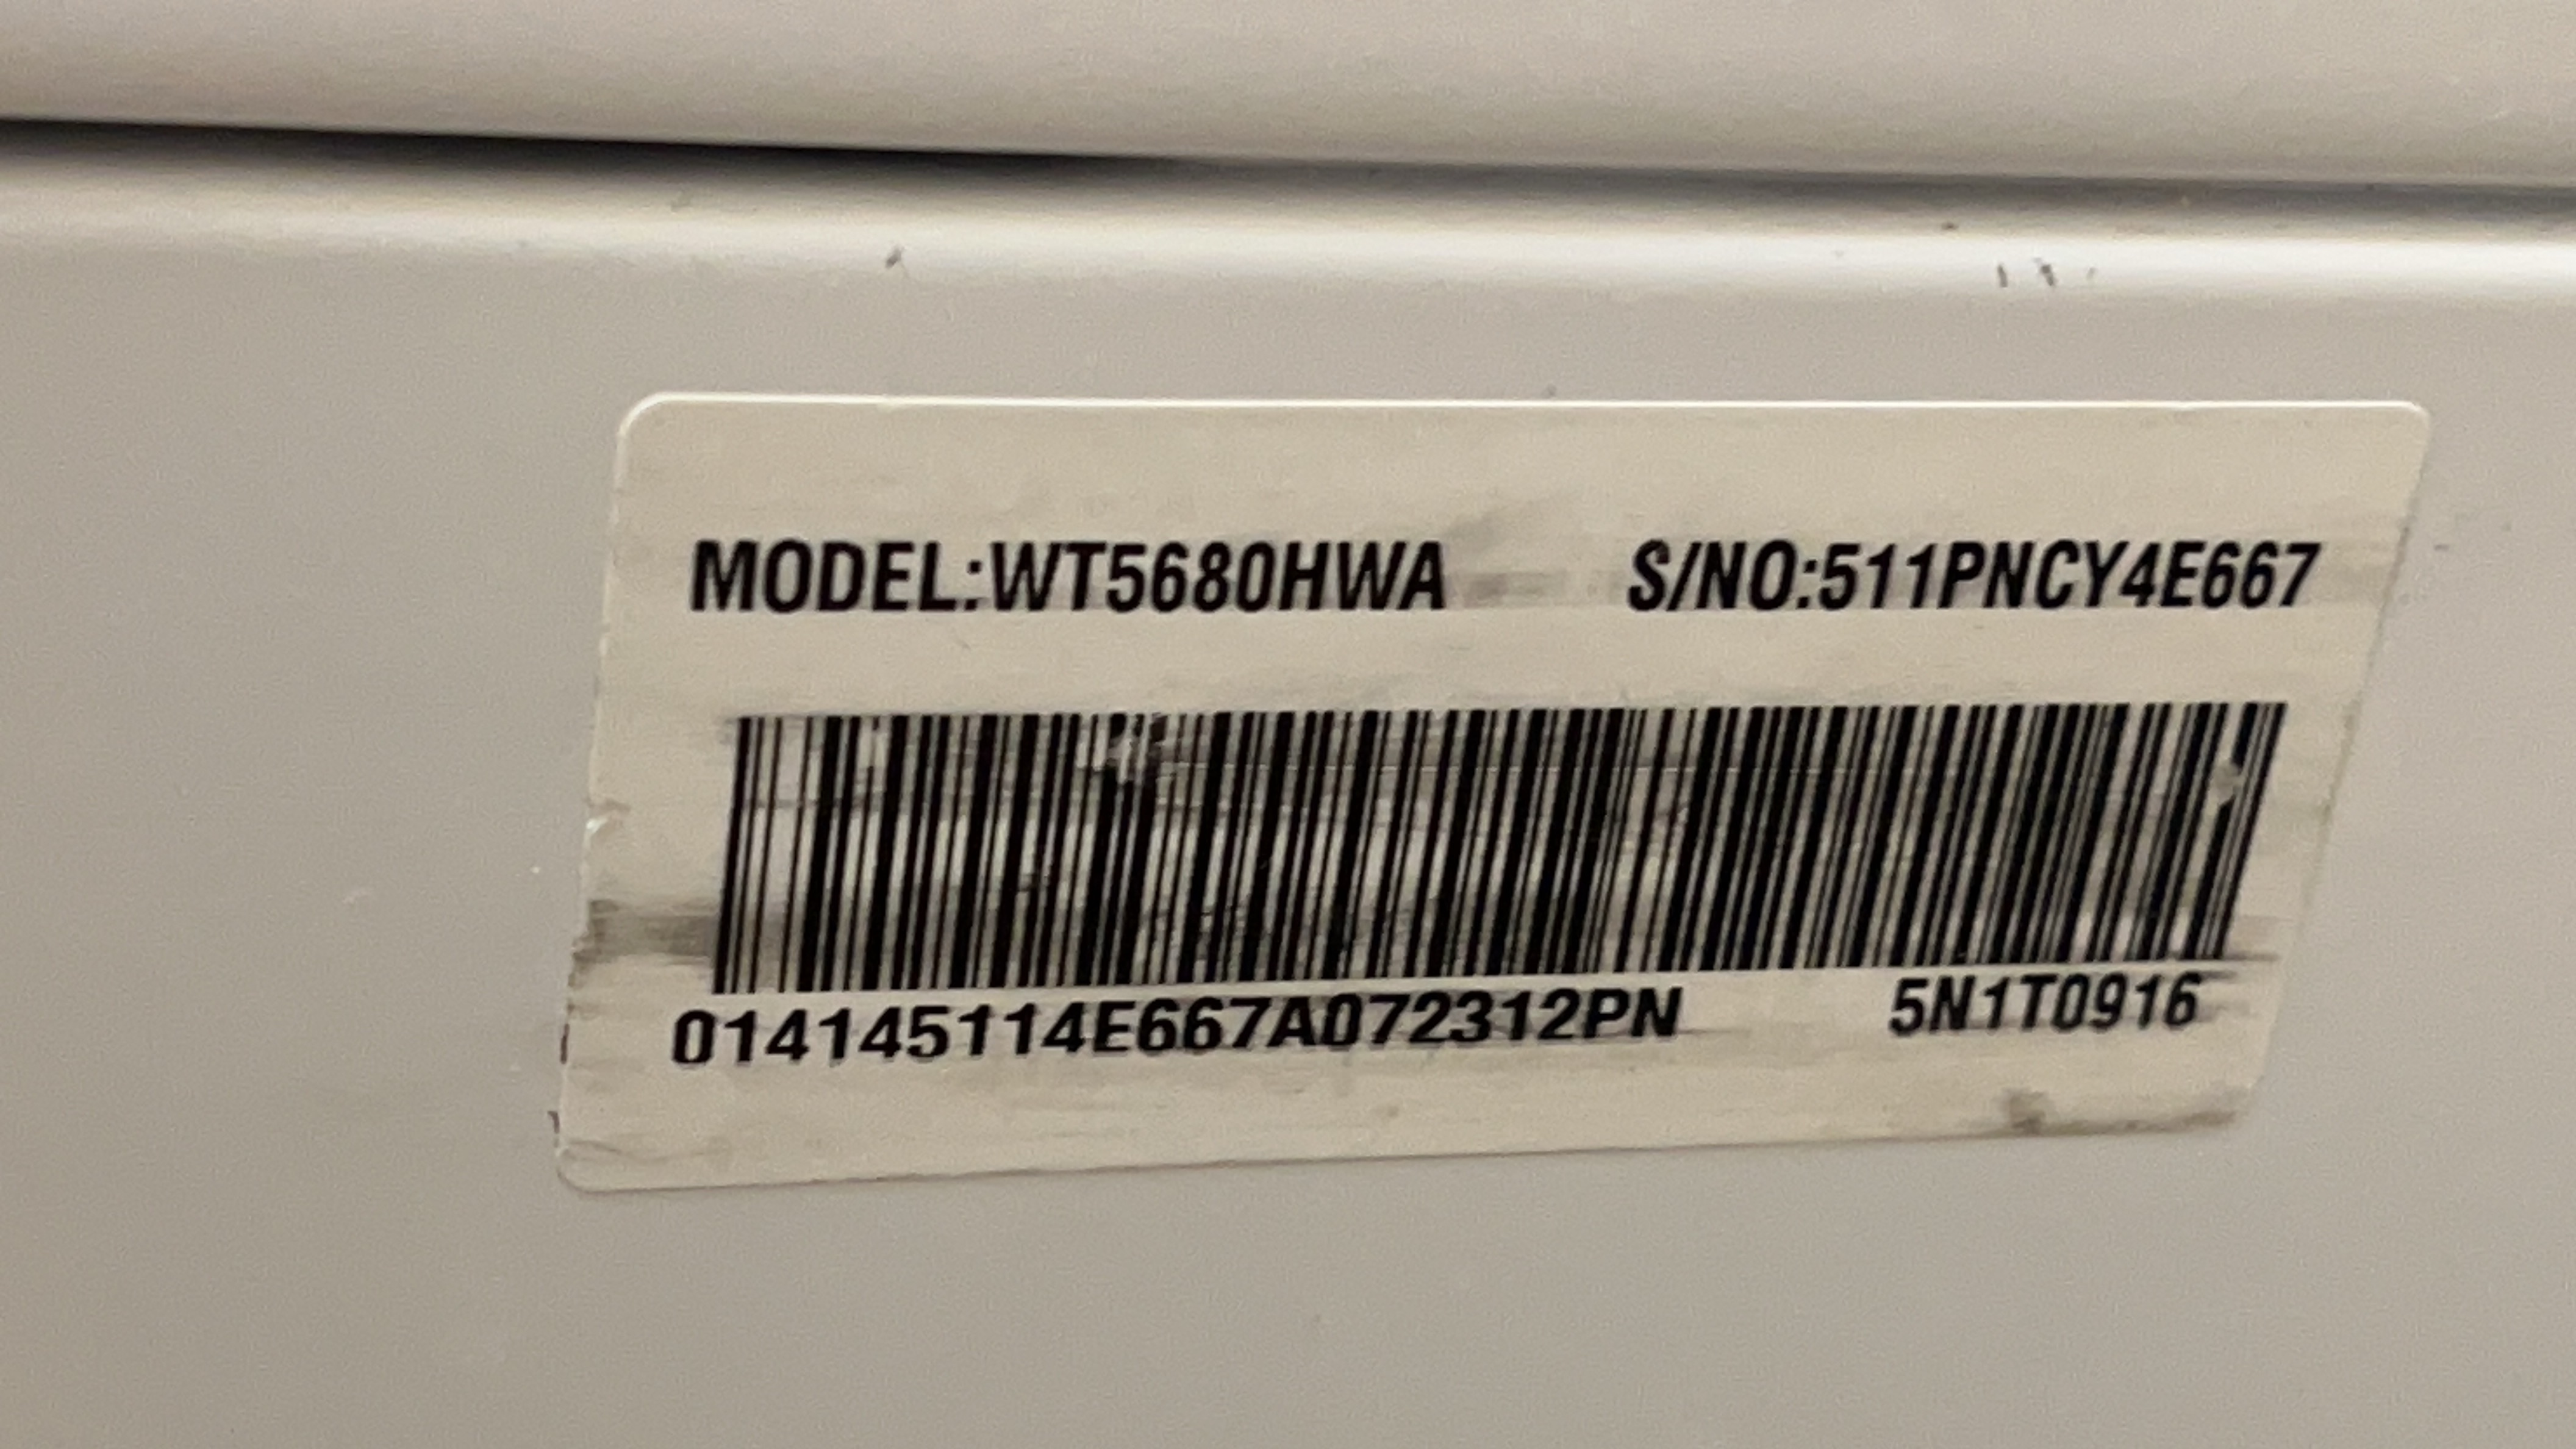 MODEL:WT5680HWA S/NO:511PNCY4E667
014145114E667A072312PN 5N1T0916